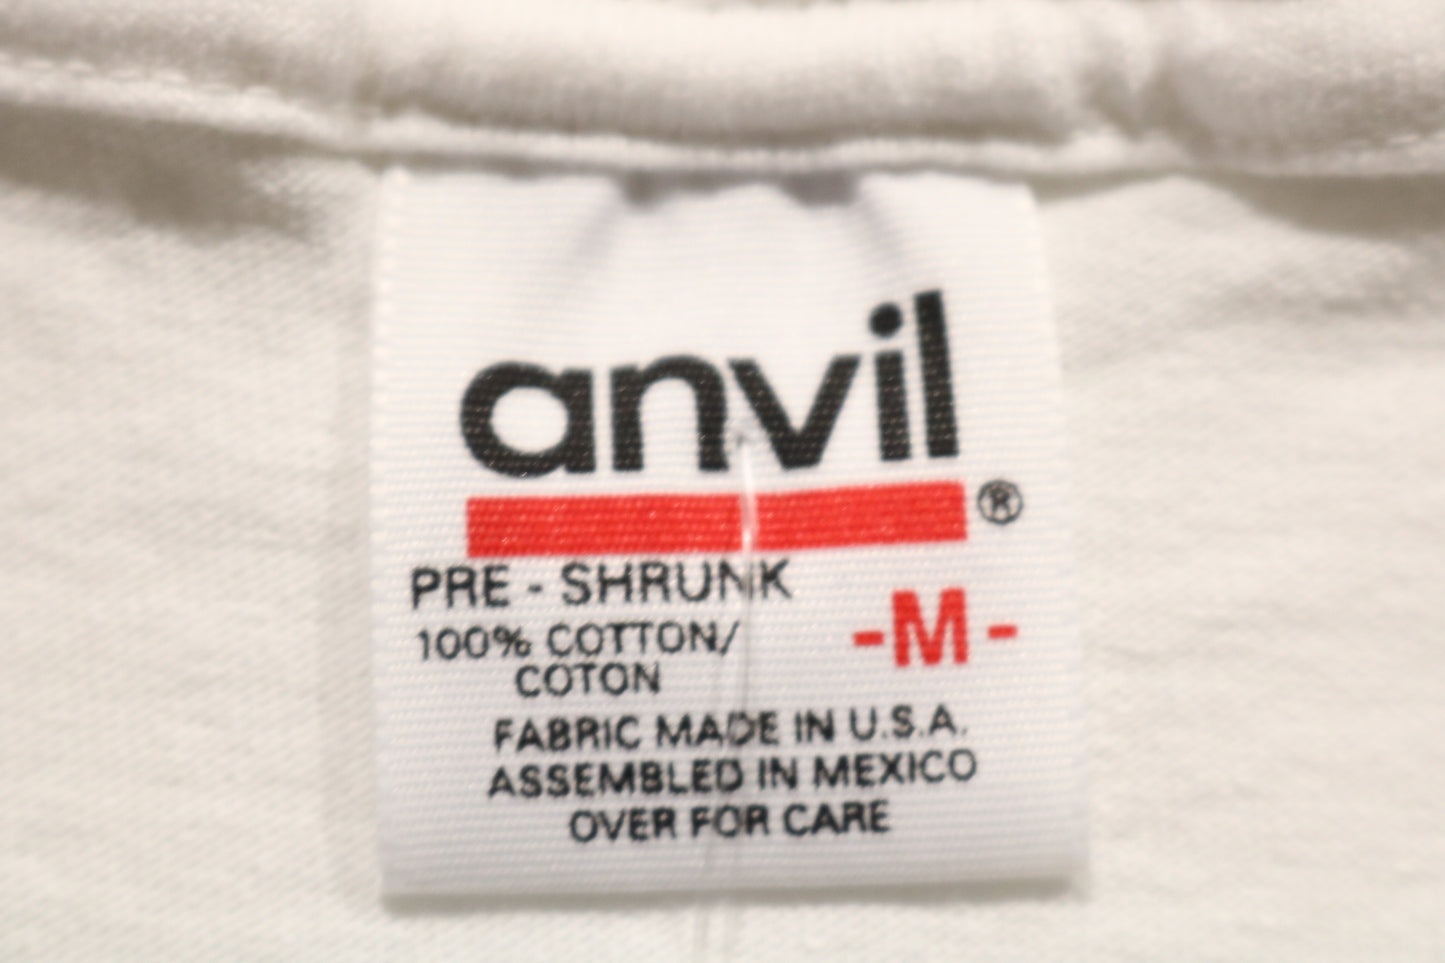 anvil
®
PRE - SHRUNK
100% COTTON/
COTON
-M-
FABRIC MADE IN U.S.A.
ASSEMBLED IN MEXICO
OVER FOR CARE